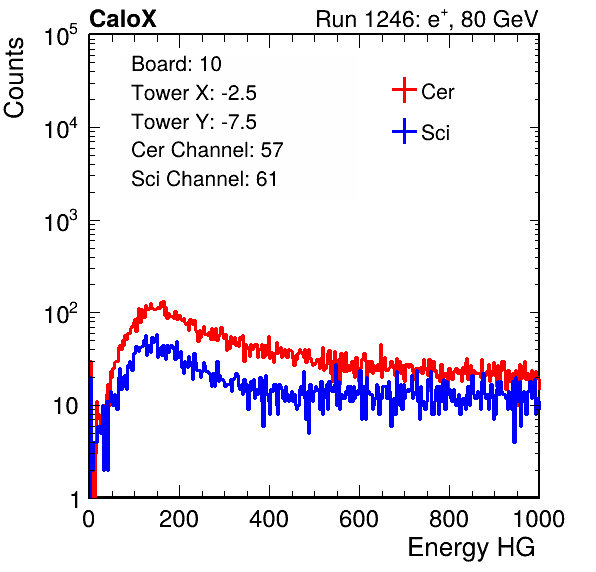 CaloX Run 1246: e⁺, 80 GeV
Counts
10⁵
10⁴
10³
10²
10
1
Board: 10
Tower X: -2.5
Tower Y: -7.5
Cer Channel: 57
Sci Channel: 61
Cer
Sci
0 200 400 600 800 1000
Energy HG